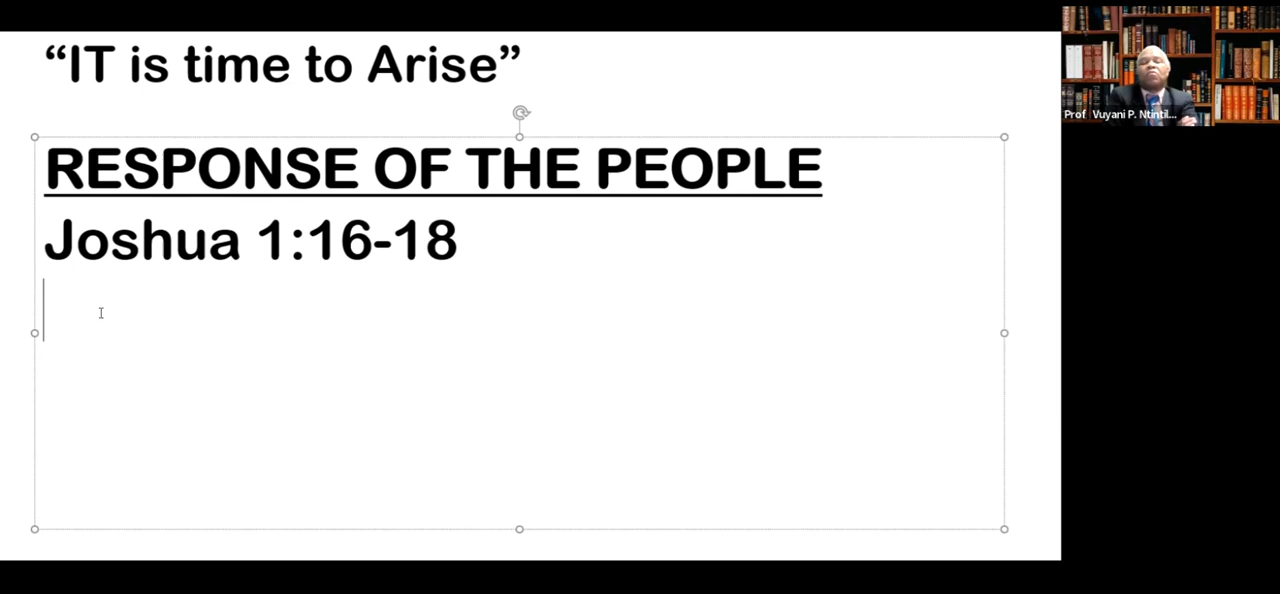 “IT is time to Arise”
RESPONSE OF THE PEOPLE
Joshua 1:16-18
Prof Vuyani P. Ntintil...